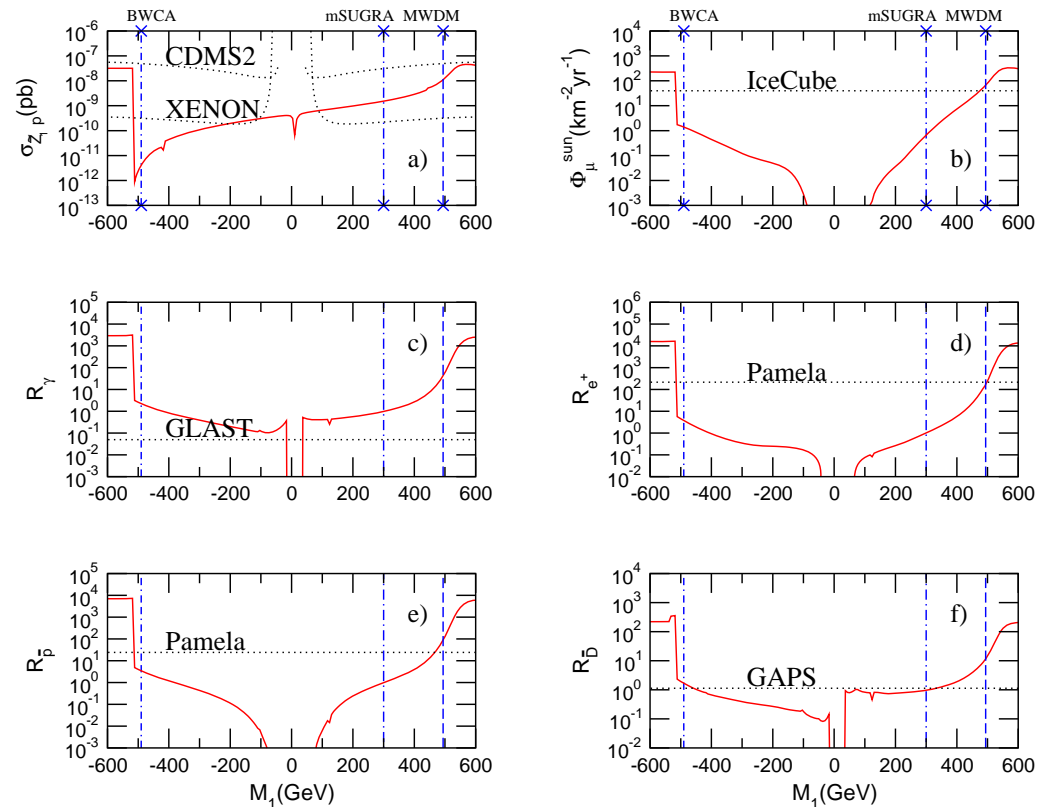 BWCA mSUGRA MWDM
10^-6
10^-7
10^-8
10^-9
10^-10
10^-11
10^-12
10^-13
σ_Z̃1 p (pb)
CDMS2
XENON
a)
-600 -400 -200 0 200 400 600
BWCA mSUGRA MWDM
10^4
10^3
10^2
10^1
10^0
10^-1
10^-2
10^-3
Φ_μ^sun (km^-2 yr^-1)
IceCube
b)
-600 -400 -200 0 200 400 600
10^5
10^4
10^3
10^2
10^1
10^0
10^-1
10^-2
10^-3
R_γ
c)
GLAST
-600 -400 -200 0 200 400 600
10^6
10^5
10^4
10^3
10^2
10^1
10^0
10^-1
10^-2
R_e+
d)
Pamela
-600 -400 -200 0 200 400 600
10^5
10^4
10^3
10^2
10^1
10^0
10^-1
10^-2
10^-3
R_p̄
e)
Pamela
-600 -400 -200 0 200 400 600
M_1(GeV)
10^4
10^3
10^2
10^1
10^0
10^-1
10^-2
R_D̄
f)
GAPS
-600 -400 -200 0 200 400 600
M_1(GeV)